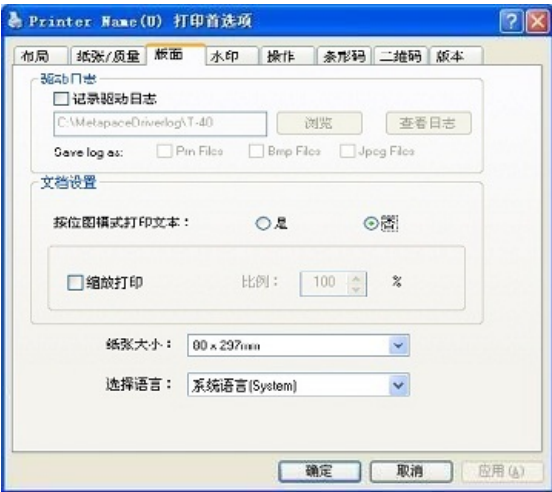 Printer Name(U) 打印首选项
布局 纸张/质量 版面 水印 操作 条形码 二维码 版本
驱动日志
记录驱动日志
C:\MetapaceDriverlog\T-40 浏览 查看日志
Save log as: Prn Files Bmp Files Jpeg Files
文档设置
按位图模式打印文本： 是 否
缩放打印 比例： 100 %
纸张大小： 80 x 297mm
选择语言： 系统语言(System)
确定 取消 应用(A)